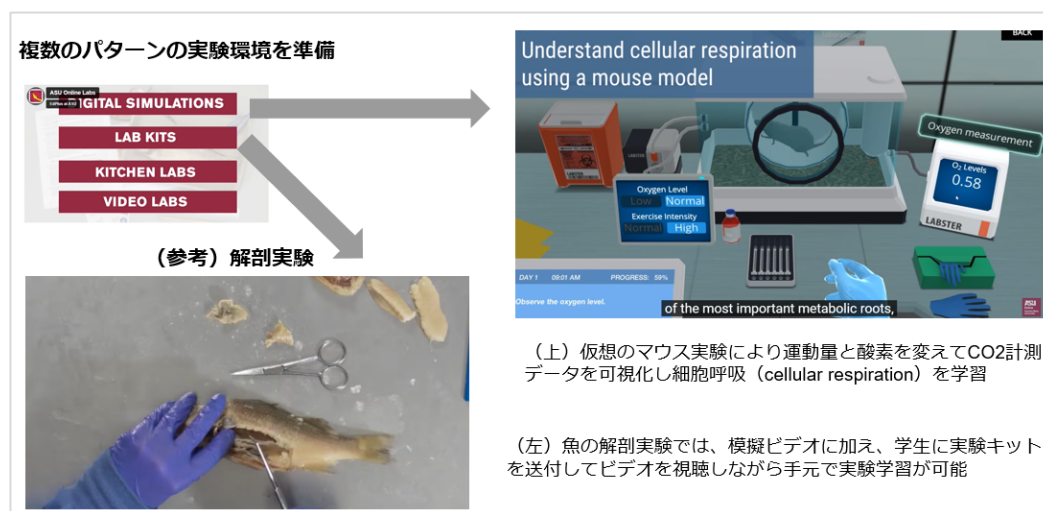 複数のパターンの実験環境を準備
ASU Online Labs
DIGITAL SIMULATIONS
LAB KITS
KITCHEN LABS
VIDEO LABS
(参考)解剖実験
BACK
Understand cellular respiration
using a mouse model
Oxygen measurement
O₂ Levels
0.58
LABSTER
LABSTER
Oxygen Level
Low Normal
Exercise Intensity
Normal High
DAY 1 09:01 AM PROGRESS: 59%
Observe the oxygen level.
of the most important metabolic roots,
ASU
(上)仮想のマウス実験により運動量と酸素を変えてCO2計測
データを可視化し細胞呼吸(cellular respiration)を学習
(左)魚の解剖実験では、模擬ビデオに加え、学生に実験キット
を送付してビデオを視聴しながら手元で実験学習が可能